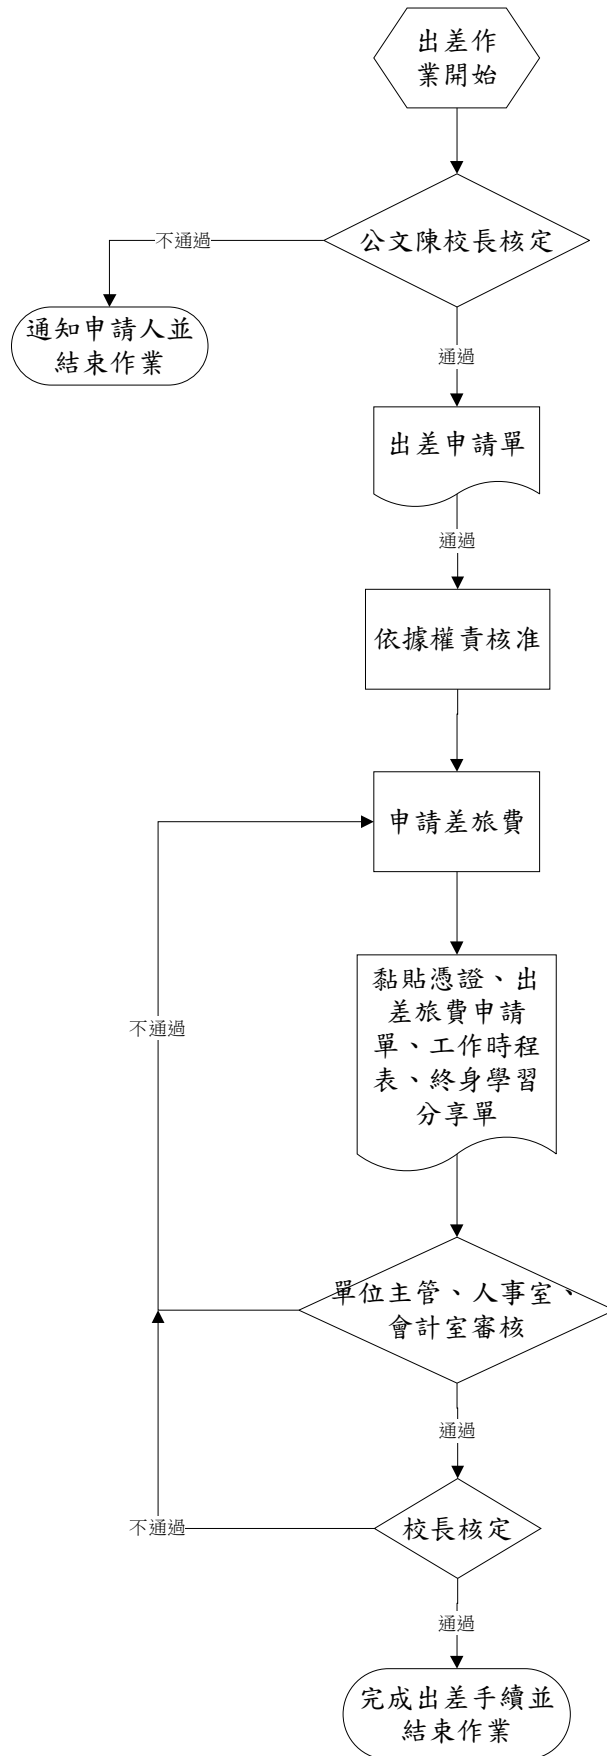 出差作
業開始
公文陳校長核定
不通過
通知申請人並
結束作業
通過
出差申請單
通過
依據權責核准
申請差旅費
不通過
黏貼憑證、出
差旅費申請
單、工作時程
表、終身學習
分享單
單位主管、人事室、
會計室審核
通過
不通過
校長核定
通過
完成出差手續並
結束作業